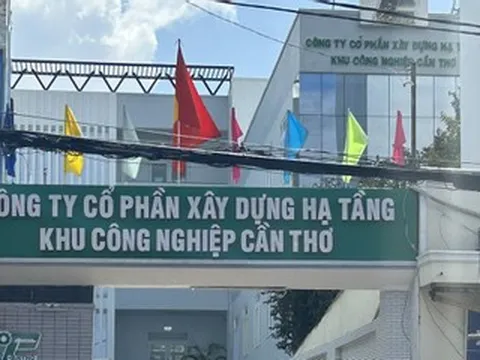 CÔNG TY CỔ PHẦN XÂY DỰNG HẠ T
KHU CÔNG NGHIỆP CẦN THƠ
ÔNG TY CỔ PHẦN XÂY DỰNG HẠ TẦNG
KHU CÔNG NGHIỆP CẦN THƠ